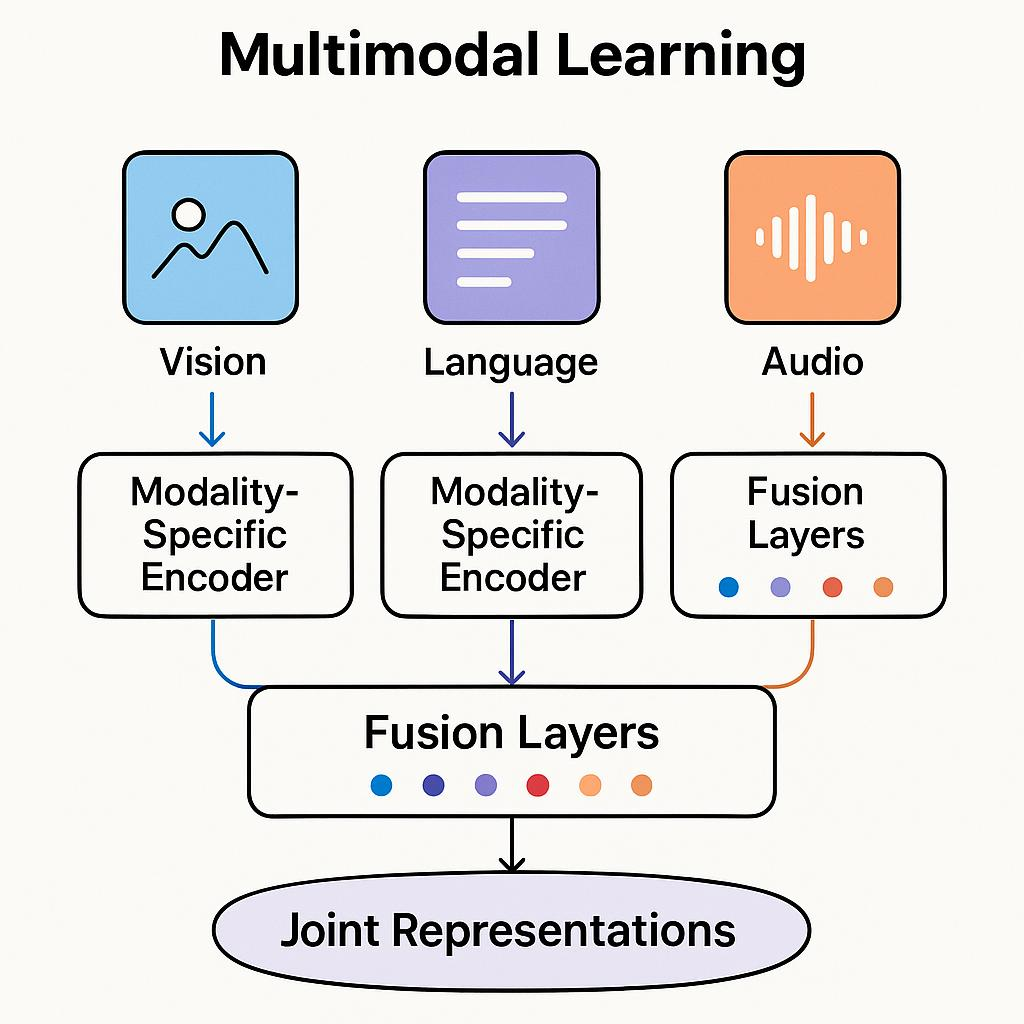 Multimodal Learning
Vision
Language
Audio
Modality-
Specific
Encoder
Modality-
Specific
Encoder
Fusion
Layers
Fusion Layers
Joint Representations